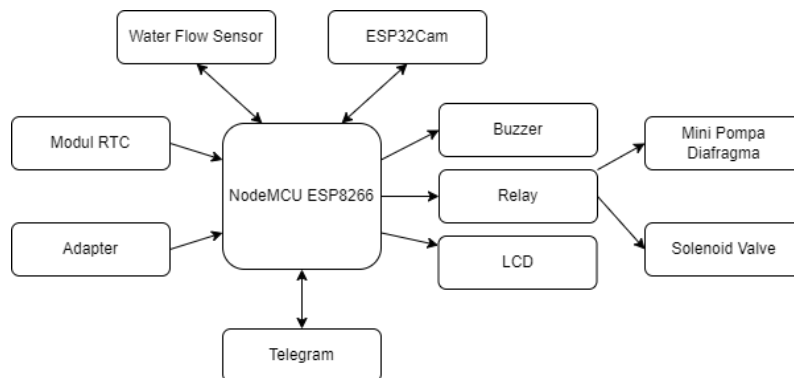 Water Flow Sensor
ESP32Cam
Modul RTC
Adapter
NodeMCU ESP8266
Buzzer
Relay
LCD
Mini Pompa
Diafragma
Solenoid Valve
Telegram